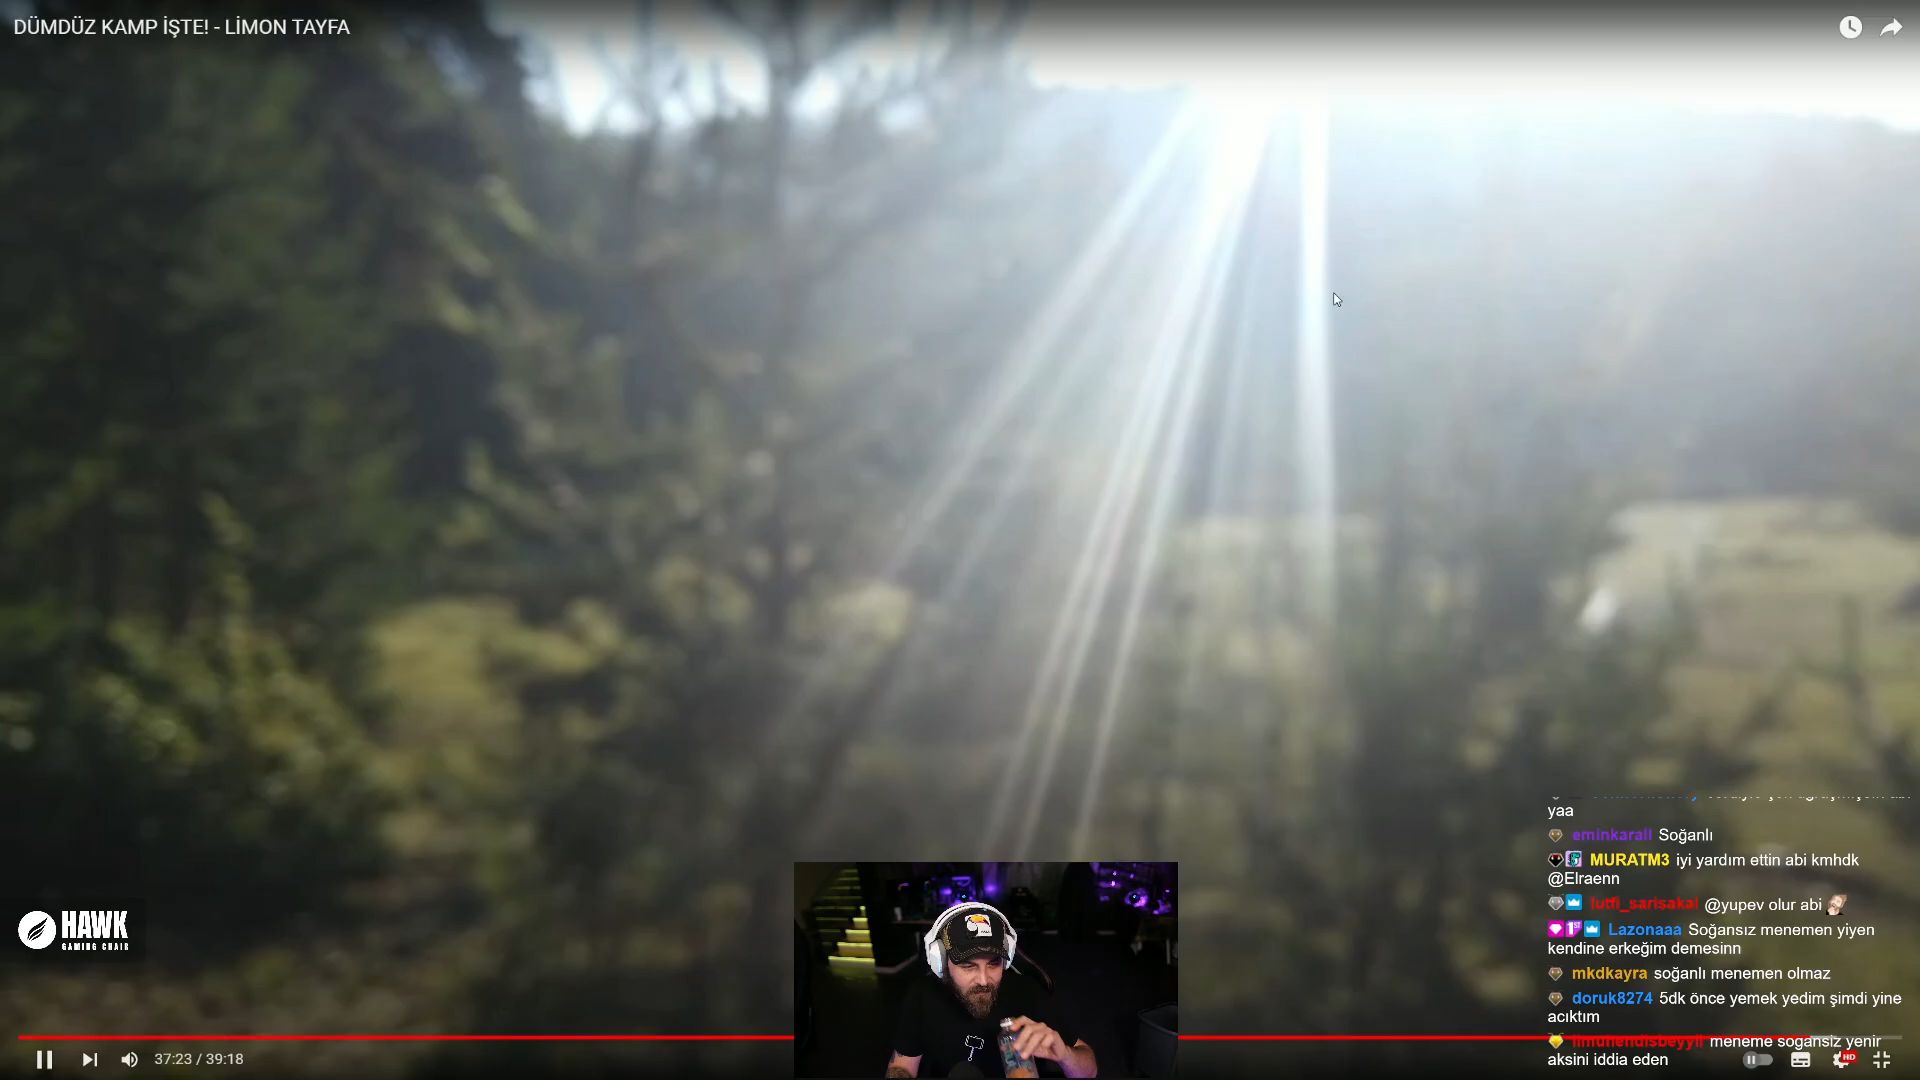 DÜMDÜZ KAMP İŞTE! - LİMON TAYFA
yaa
eminkarall Soğanlı
MURATM3 iyi yardım ettin abi kmhdk
@Elraenn
lutfi_sarisakal @yupev olur abi
Lazonaaa Soğansız menemen yiyen
kendine erkeğim demesinn
mkdkayra soğanlı menemen olmaz
doruk8274 5dk önce yemek yedim şimdi yine
acıktım
meneme sogansiz yenir
aksini iddia eden
HAWK
GAMING CHAIR
37:23 / 39:18
HD